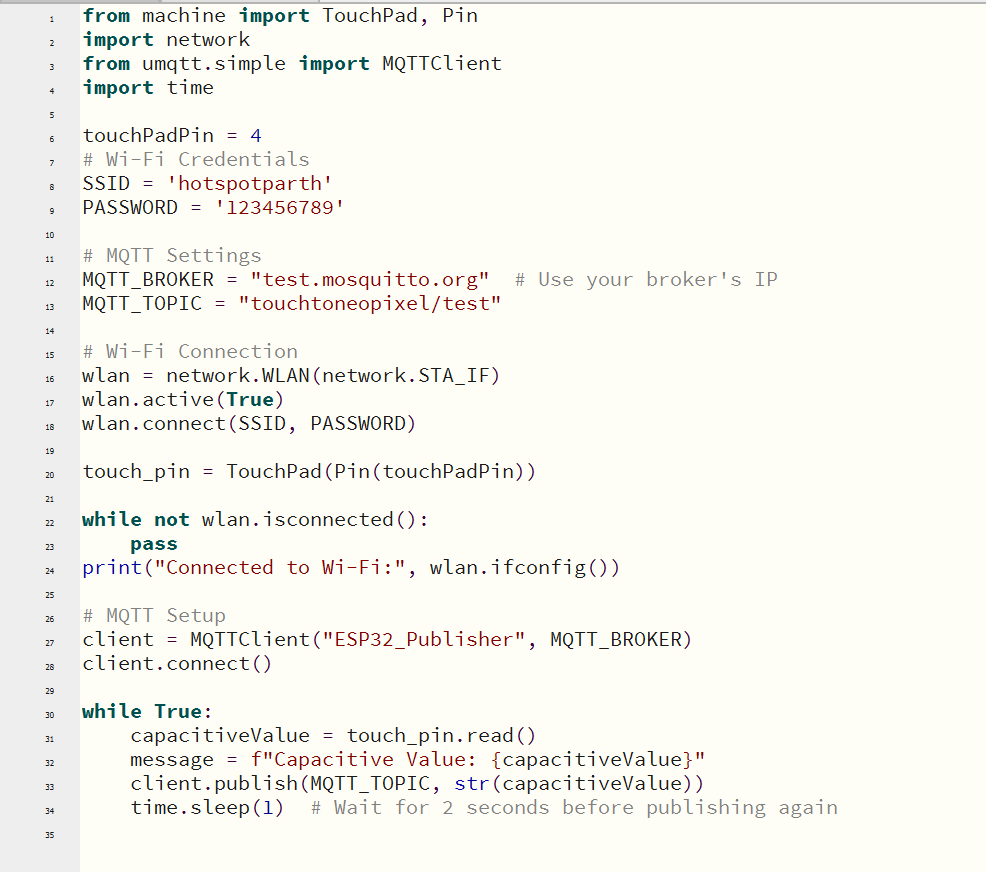 1 from machine import TouchPad, Pin
2 import network
3 from umqtt.simple import MQTTClient
4 import time
5
6 touchPadPin = 4
7 # Wi-Fi Credentials
8 SSID = 'hotspotparth'
9 PASSWORD = '123456789'
10
11 # MQTT Settings
12 MQTT_BROKER = "test.mosquitto.org"  # Use your broker's IP
13 MQTT_TOPIC = "touchtoneopixel/test"
14
15 # Wi-Fi Connection
16 wlan = network.WLAN(network.STA_IF)
17 wlan.active(True)
18 wlan.connect(SSID, PASSWORD)
19
20 touch_pin = TouchPad(Pin(touchPadPin))
21
22 while not wlan.isconnected():
23     pass
24 print("Connected to Wi-Fi:", wlan.ifconfig())
25
26 # MQTT Setup
27 client = MQTTClient("ESP32_Publisher", MQTT_BROKER)
28 client.connect()
29
30 while True:
31     capacitiveValue = touch_pin.read()
32     message = f"Capacitive Value: {capacitiveValue}"
33     client.publish(MQTT_TOPIC, str(capacitiveValue))
34     time.sleep(1)  # Wait for 2 seconds before publishing again
35